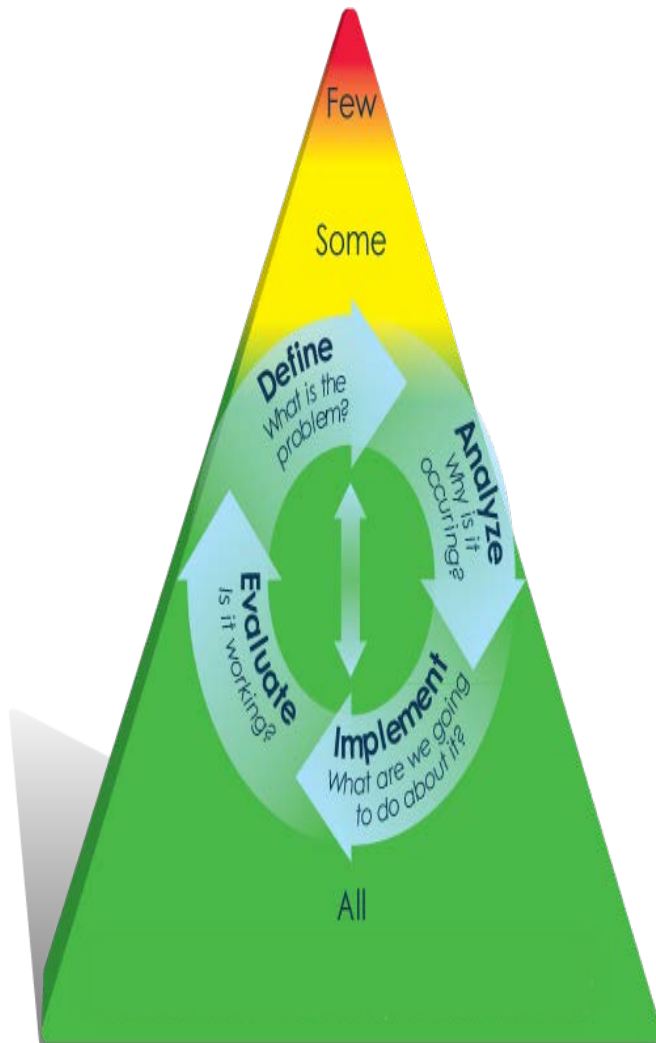 Few
Some
Define
What is the
problem?
Analyze
Why is it
occuring?
Implement
What are we going
to do about it?
Evaluate
Is it working?
All